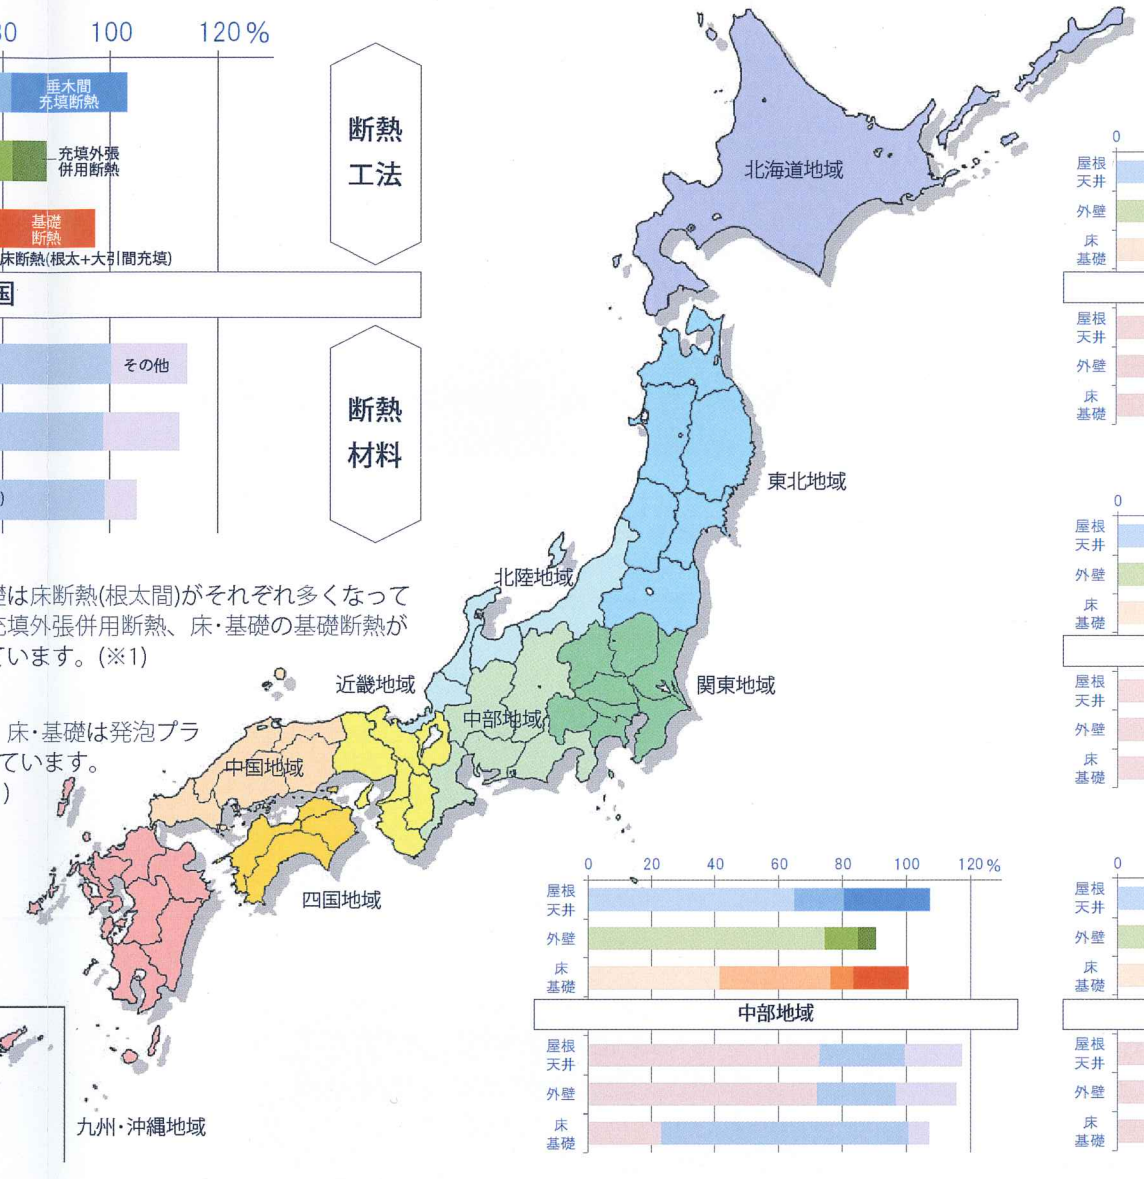 100
120%
垂木間
充填断熱
充填外張
併用断熱
基礎
断熱
床断熱(根太+大引間充填)
国
その他
断熱
工法
断熱
材料
は床断熱(根太間)がそれぞれ多くなって
充填外張併用断熱、床・基礎の基礎断熱が
ています。(※1)
床・基礎は発泡プラ
ています。
)
北海道地域
東北地域
北陸地域
近畿地域
中部地域
関東地域
中国地域
四国地域
九州・沖縄地域
0 20 40 60 80 100 120%
屋根
天井
外壁
床
基礎
中部地域
屋根
天井
外壁
床
基礎
0
屋根
天井
外壁
床
基礎
屋根
天井
外壁
床
基礎
0
屋根
天井
外壁
床
基礎
屋根
天井
外壁
床
基礎
0
屋根
天井
外壁
床
基礎
屋根
天井
外壁
床
基礎